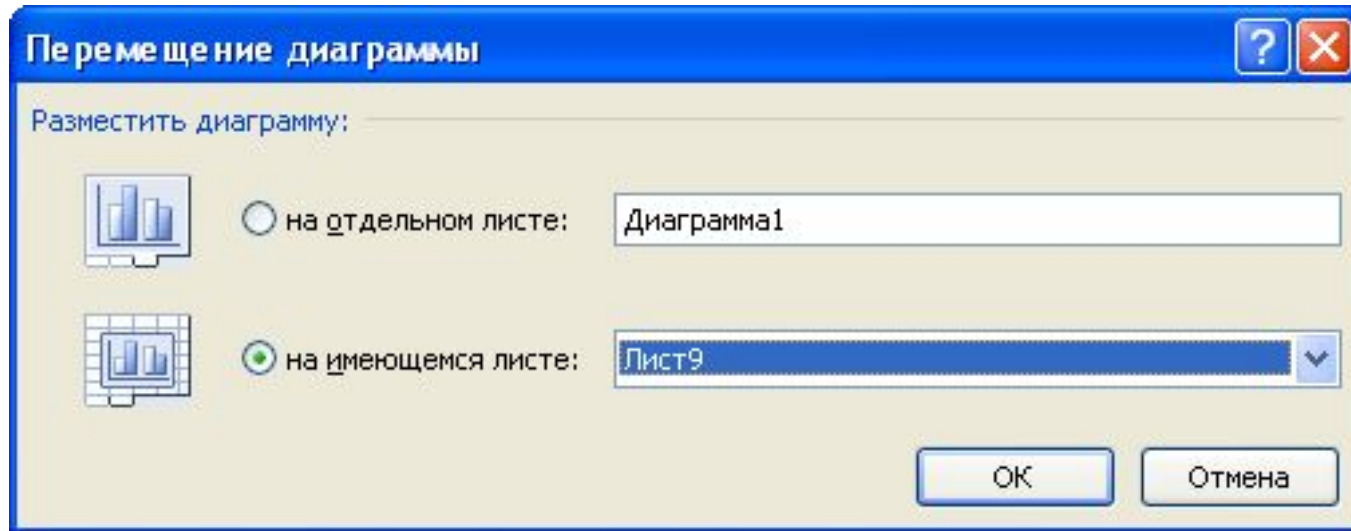 Перемещение диаграммы
Разместить диаграмму:
на отдельном листе: Диаграмма1
на имеющемся листе: Лист9
ОК Отмена